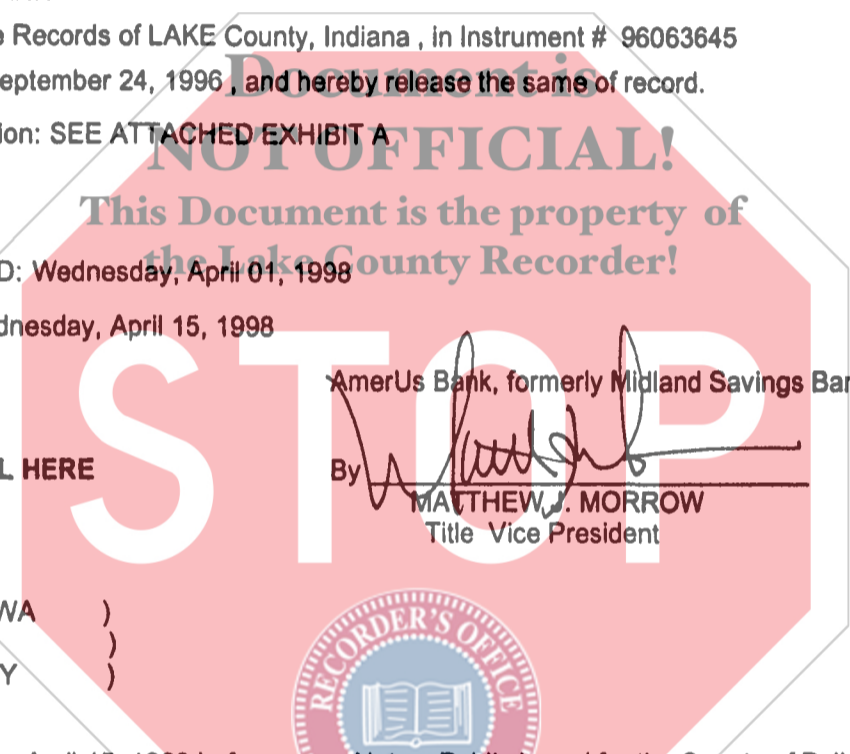 e Records of LAKE County, Indiana , in Instrument # 96063645
eptember 24, 1996 , and hereby release the same of record.
Document is
ion: SEE ATTACHED EXHIBIT A
NOT OFFICIAL!
This Document is the property of
the Lake County Recorder!
D: Wednesday, April 01, 1998
dnesday, April 15, 1998
STOP
AmerUs Bank, formerly Midland Savings Ban
L HERE
By
MATTHEW J. MORROW
Title Vice President
WA )
)
Y )
RECORDER'S OFFICE